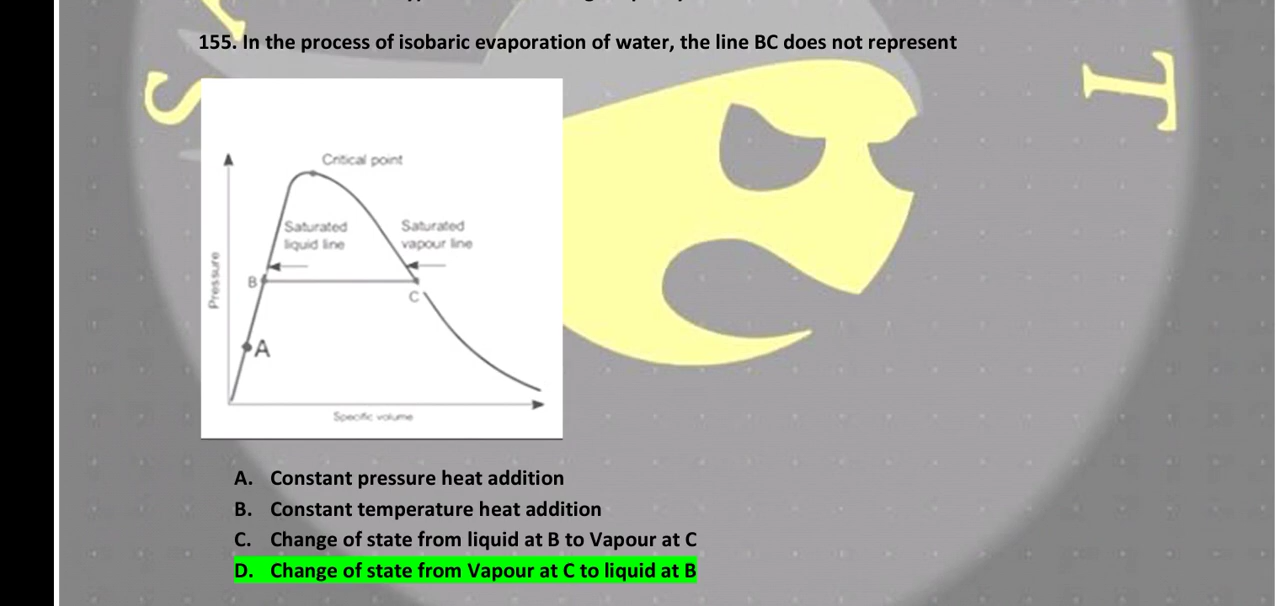 155. In the process of isobaric evaporation of water, the line BC does not represent
S
T
Critical point
Saturated liquid line
Saturated vapour line
Pressure
B
C
A
Specific volume
A. Constant pressure heat addition
B. Constant temperature heat addition
C. Change of state from liquid at B to Vapour at C
D. Change of state from Vapour at C to liquid at B